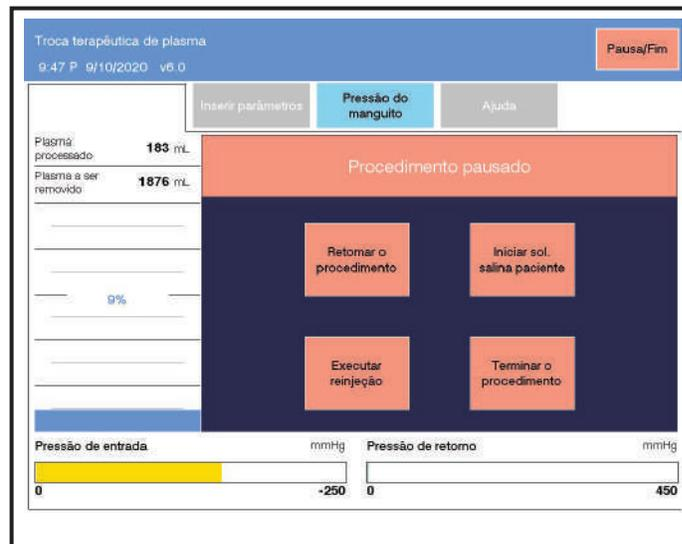 Troca terapêutica de plasma
9:47 P 9/10/2020 v6.0
Pausa/Fim
Inserir parâmetros
Pressão do
manguito
Ajuda
Plasma
processado 183 mL
Plasma a ser
removido 1876 mL
Procedimento pausado
Retomar o
procedimento
Iniciar sol.
salina paciente
9%
Executar
reinjeção
Terminar o
procedimento
Pressão de entrada mmHg
Pressão de retorno mmHg
0 -250
0 450